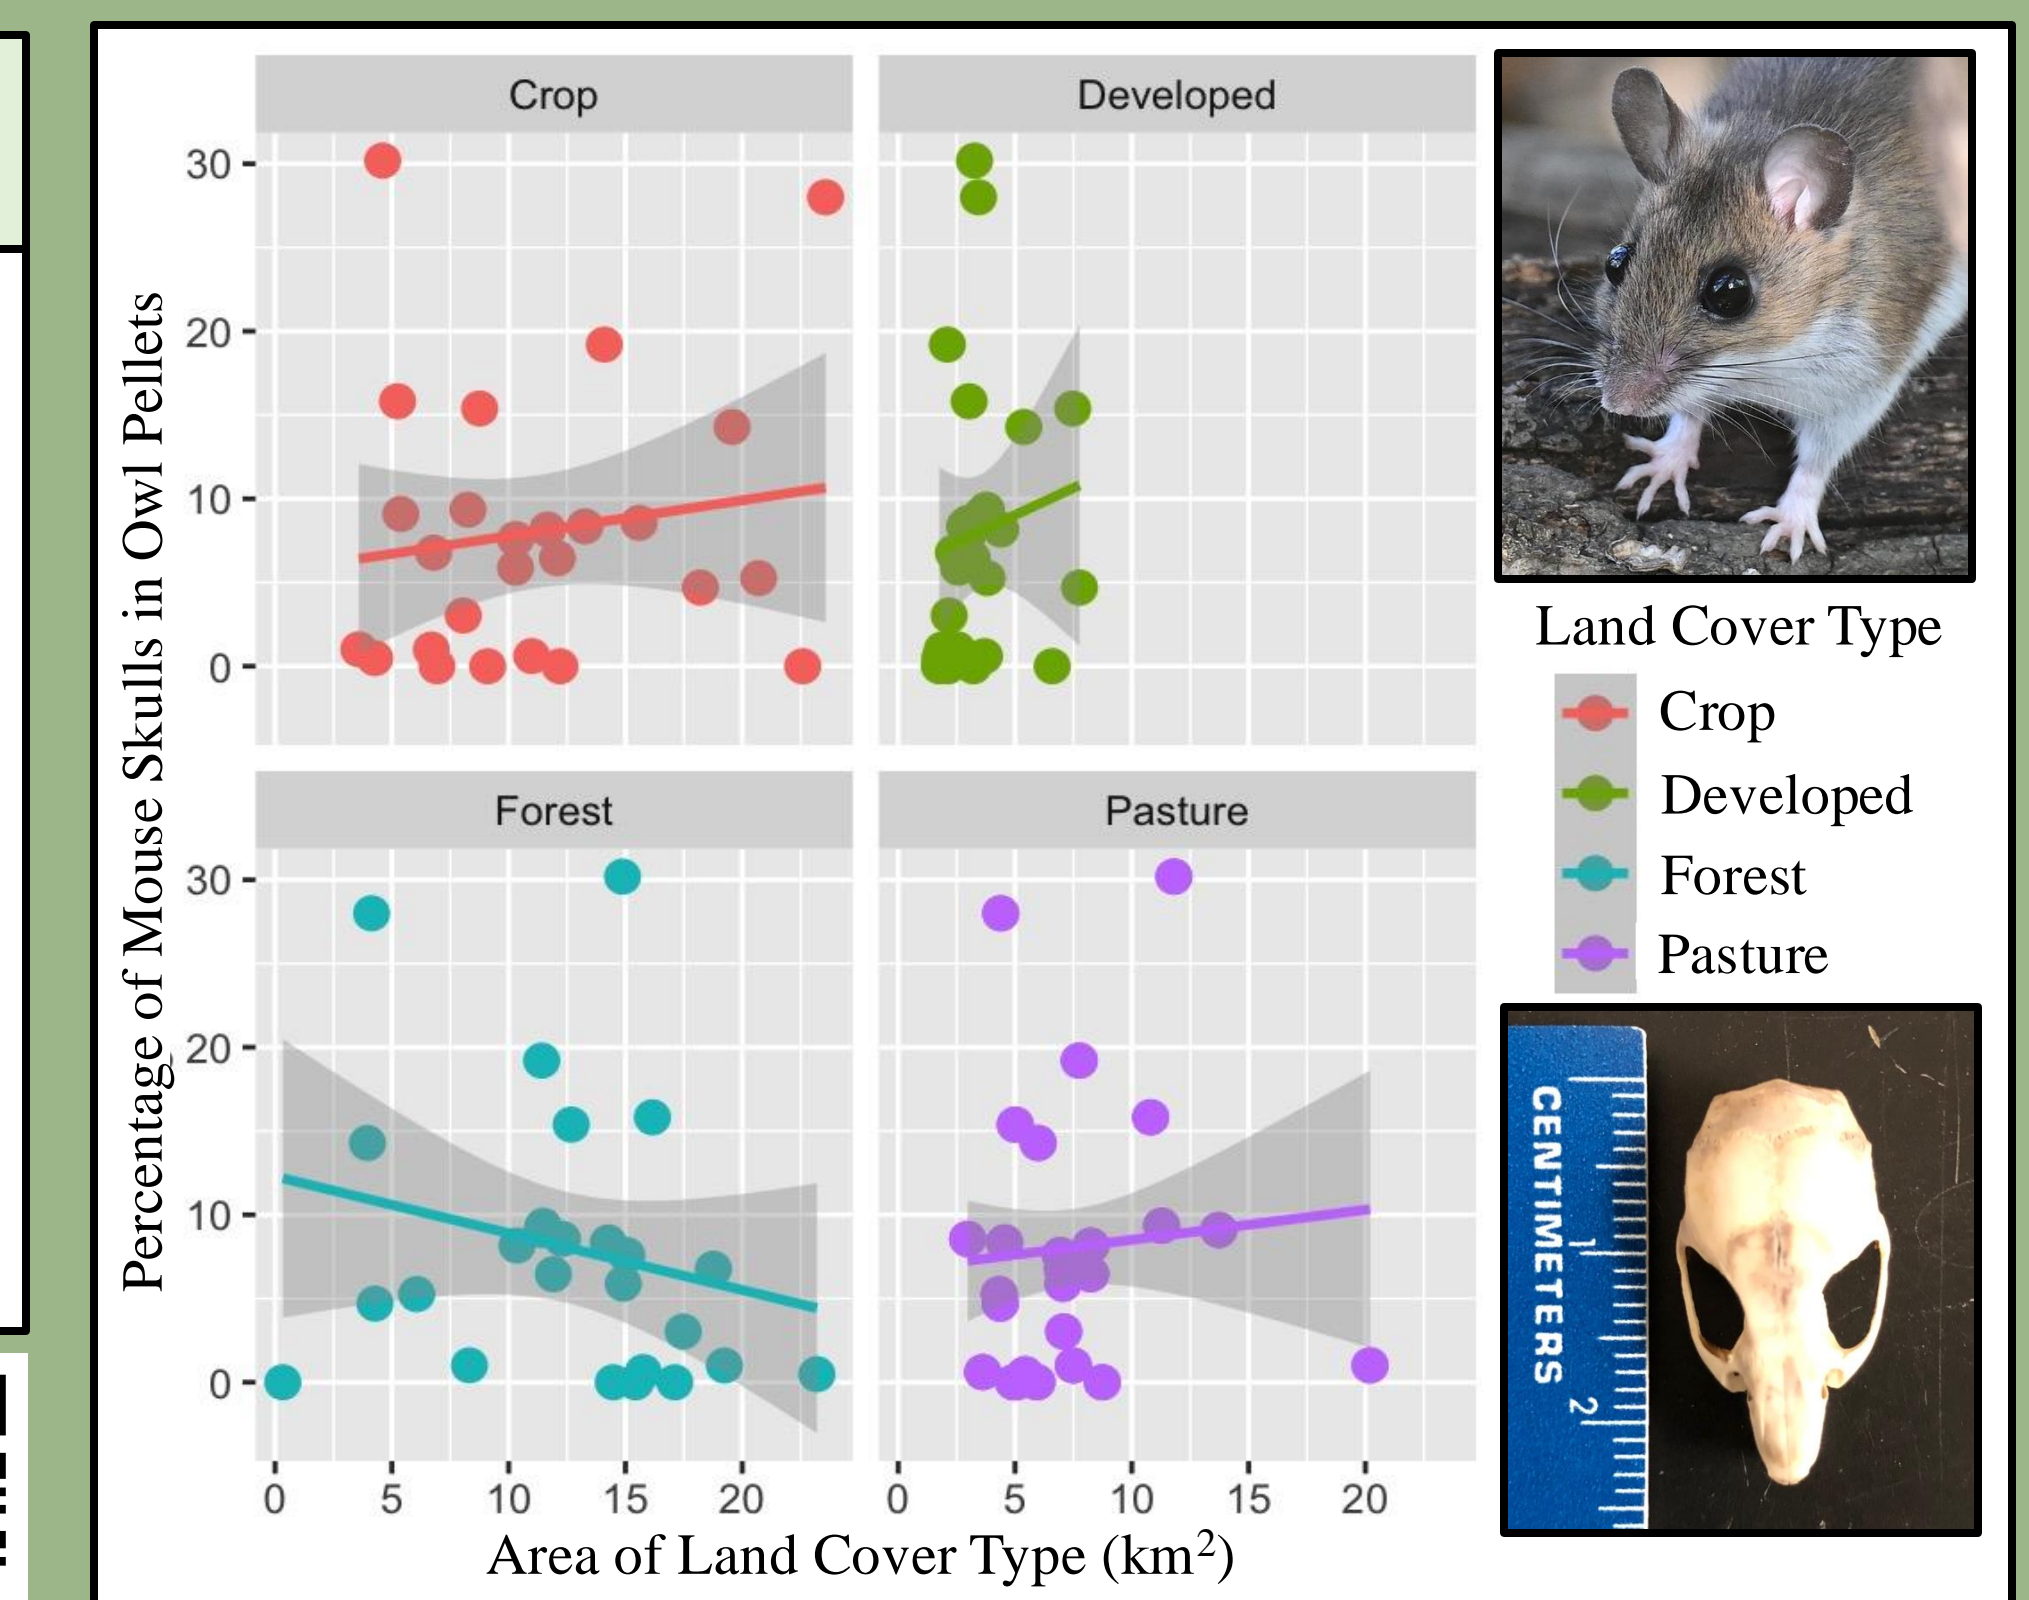 Crop
Developed
30
20
10
0
Percentage of Mouse Skulls in Owl Pellets
Forest
Pasture
30
20
10
0
0 5 10 15 20
0 5 10 15 20
Area of Land Cover Type (km²)
Land Cover Type
Crop
Developed
Forest
Pasture
CENTIMETERS
1
2